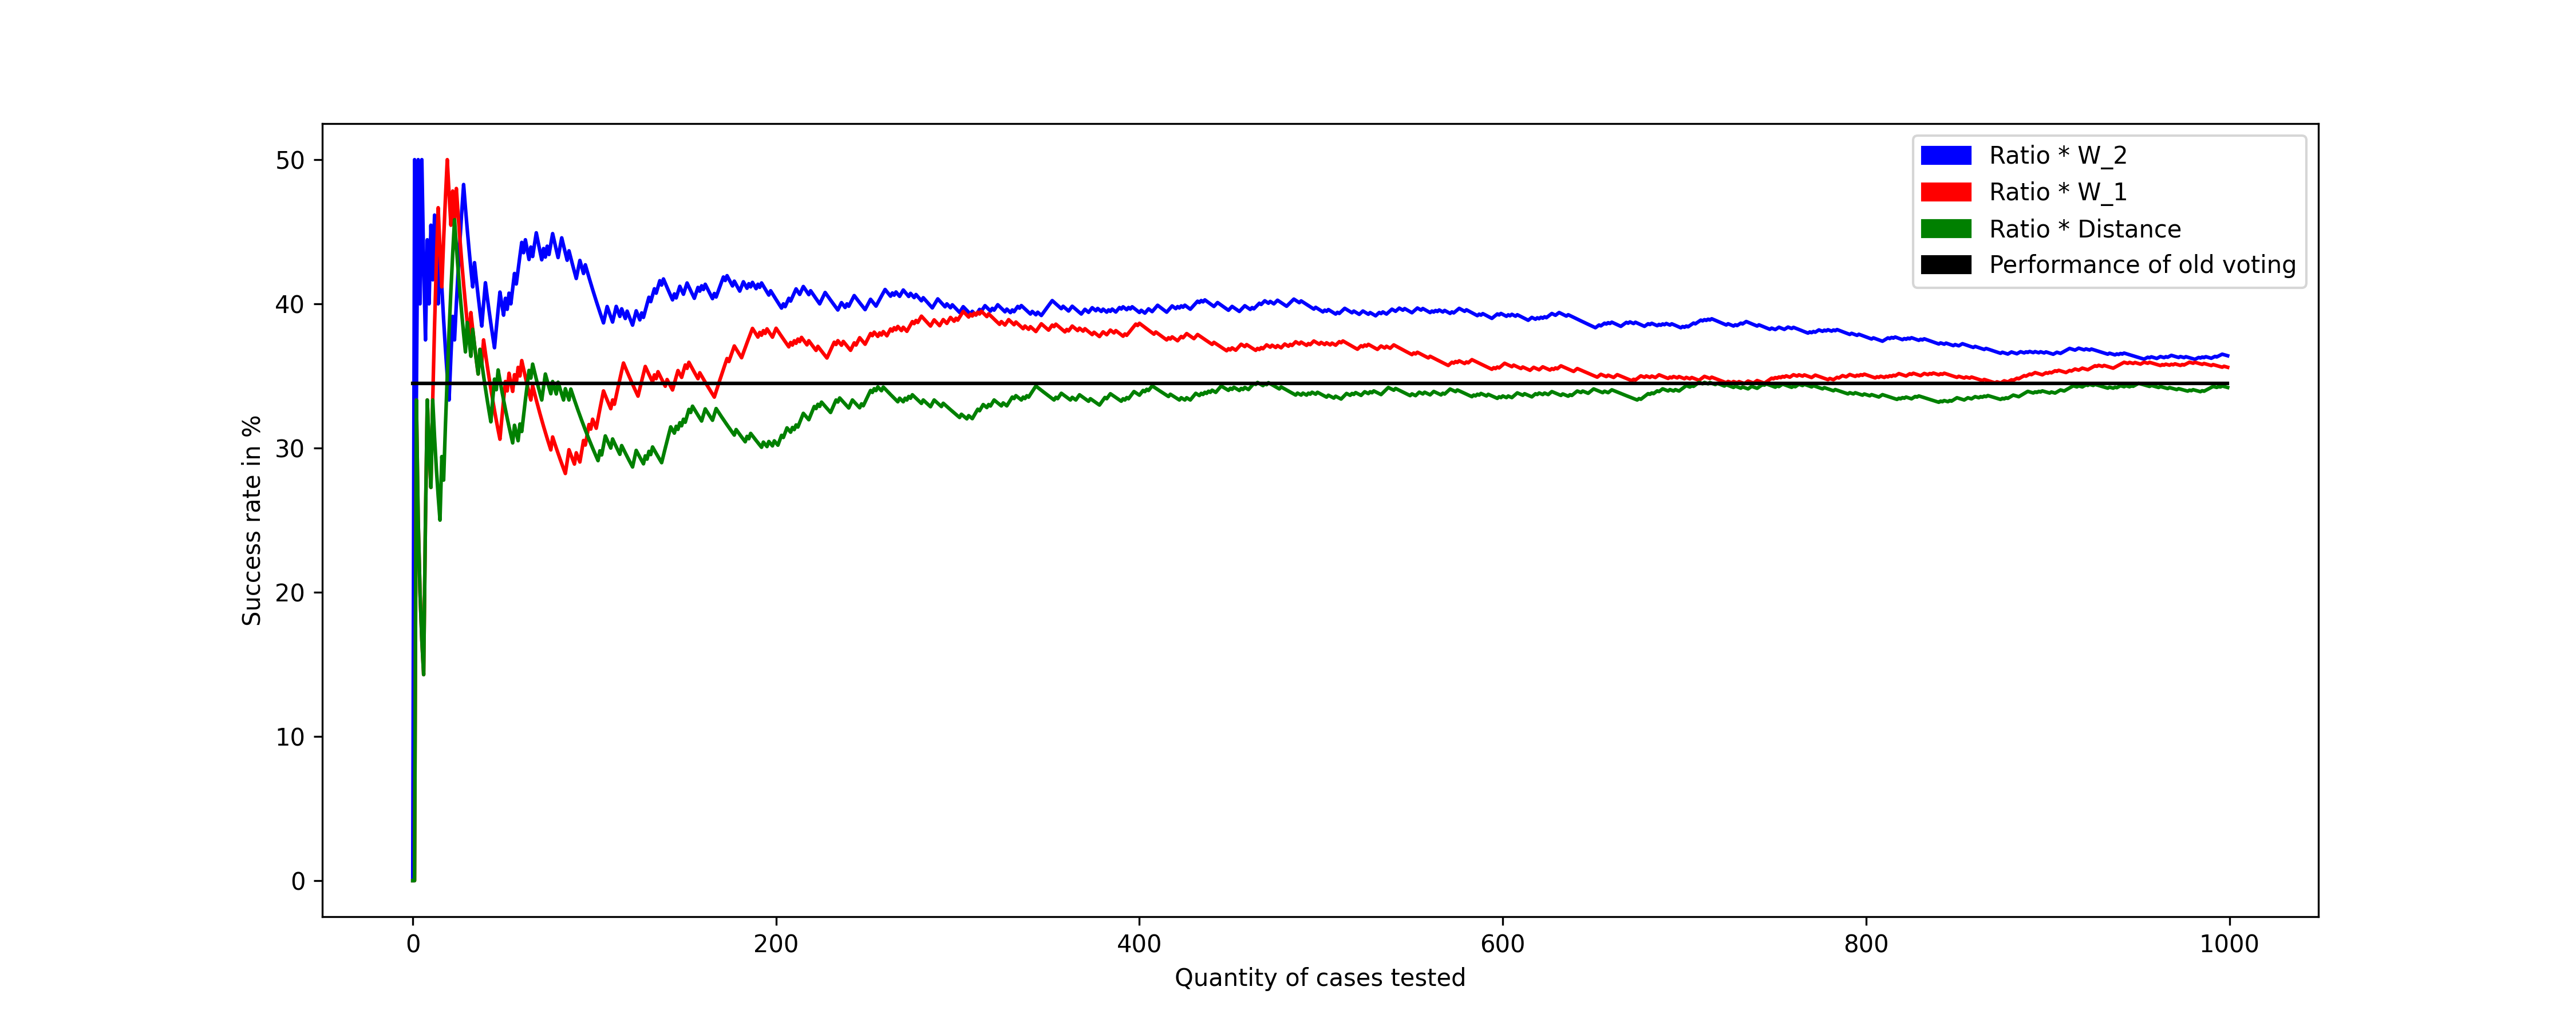 Ratio * W_2
Ratio * W_1
Ratio * Distance
Performance of old voting
50
40
30
20
10
0
Success rate in %
0 200 400 600 800 1000
Quantity of cases tested